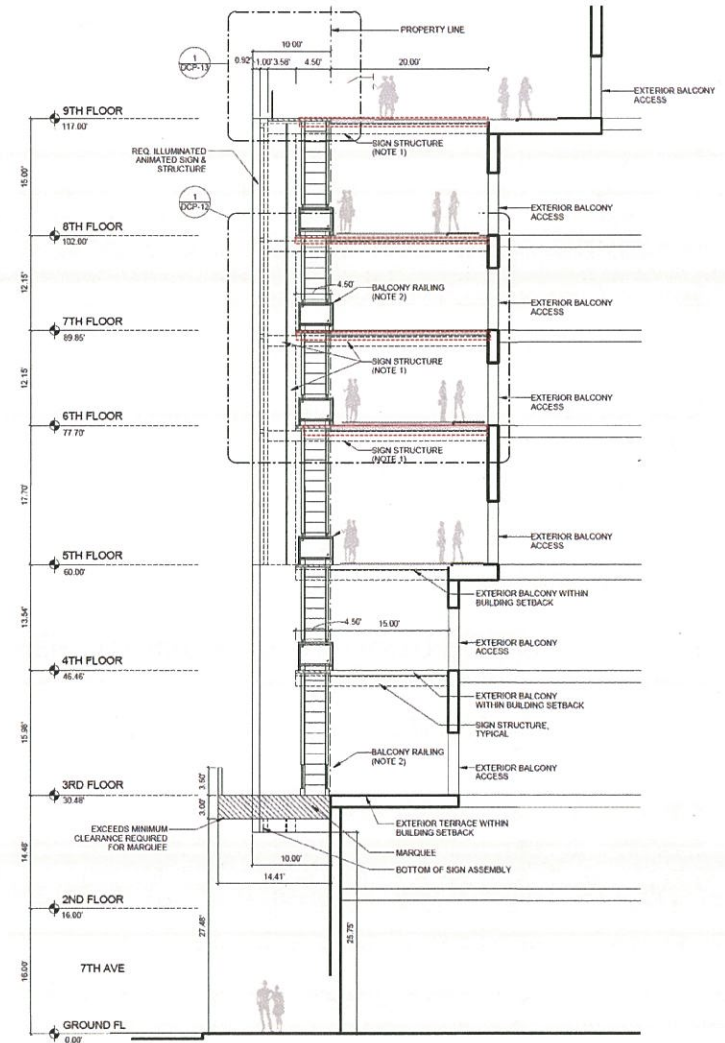 PROPERTY LINE
10.00'
1
DCP-13
0.92'
1.00'
3.58'
4.50'
20.00'
EXTERIOR BALCONY
ACCESS
9TH FLOOR
117.00'
REQ. ILLUMINATED
ANIMATED SIGN &
STRUCTURE
SIGN STRUCTURE
(NOTE 1)
15.00'
1
DCP-12
EXTERIOR BALCONY
ACCESS
8TH FLOOR
102.00'
12.15'
4.50'
BALCONY RAILING
(NOTE 2)
EXTERIOR BALCONY
ACCESS
7TH FLOOR
89.85'
12.15'
SIGN STRUCTURE
(NOTE 1)
EXTERIOR BALCONY
ACCESS
6TH FLOOR
77.70'
SIGN STRUCTURE
(NOTE 1)
17.70'
EXTERIOR BALCONY
ACCESS
5TH FLOOR
60.00'
EXTERIOR BALCONY WITHIN
BUILDING SETBACK
13.54'
4.50'
15.00'
EXTERIOR BALCONY
ACCESS
4TH FLOOR
46.46'
EXTERIOR BALCONY
WITHIN BUILDING SETBACK
SIGN STRUCTURE,
TYPICAL
15.98'
BALCONY RAILING
(NOTE 2)
EXTERIOR BALCONY
ACCESS
3RD FLOOR
30.48'
3.50'
3.00'
EXCEEDS MINIMUM
CLEARANCE REQUIRED
FOR MARQUEE
EXTERIOR TERRACE WITHIN
BUILDING SETBACK
MARQUEE
BOTTOM OF SIGN ASSEMBLY
10.00'
14.41'
14.48'
2ND FLOOR
16.00'
27.48'
25.75'
7TH AVE
16.00'
GROUND FL
0.00'